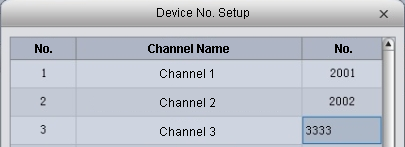 Device No. Setup ×
No. Channel Name No.
1 Channel 1 2001
2 Channel 2 2002
3 Channel 3 3333